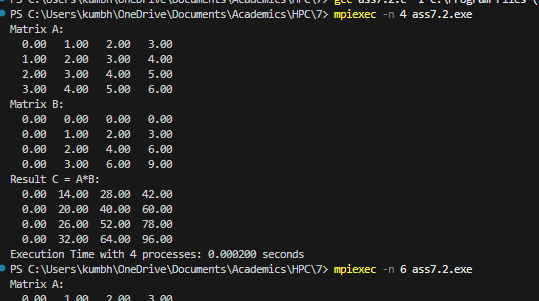 PS C:\Users\kumbh\OneDrive\Documents\Academics\HPC\7> gcc ass7.2.c
PS C:\Users\kumbh\OneDrive\Documents\Academics\HPC\7> mpiexec -n 4 ass7.2.exe
Matrix A:
0.00 1.00 2.00 3.00
1.00 2.00 3.00 4.00
2.00 3.00 4.00 5.00
3.00 4.00 5.00 6.00
Matrix B:
0.00 0.00 0.00 0.00
0.00 1.00 2.00 3.00
0.00 2.00 4.00 6.00
0.00 3.00 6.00 9.00
Result C = A*B:
0.00 14.00 28.00 42.00
0.00 20.00 40.00 60.00
0.00 26.00 52.00 78.00
0.00 32.00 64.00 96.00
Execution Time with 4 processes: 0.000200 seconds
PS C:\Users\kumbh\OneDrive\Documents\Academics\HPC\7> mpiexec -n 6 ass7.2.exe
Matrix A:
0.00 1.00 2.00 3.00